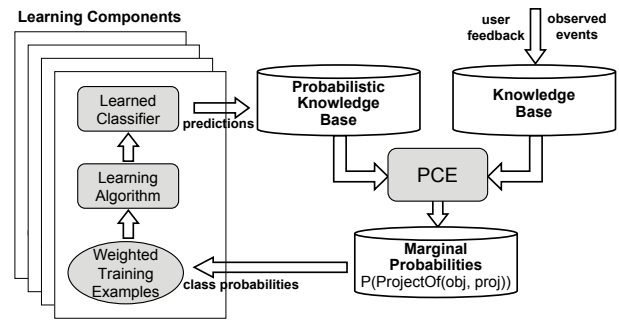 Learning Components
user
feedback
observed
events
Learned
Classifier
predictions
Probabilistic
Knowledge
Base
Knowledge
Base
Learning
Algorithm
PCE
Weighted
Training
Examples
class probabilities
Marginal
Probabilities
P(ProjectOf(obj, proj))